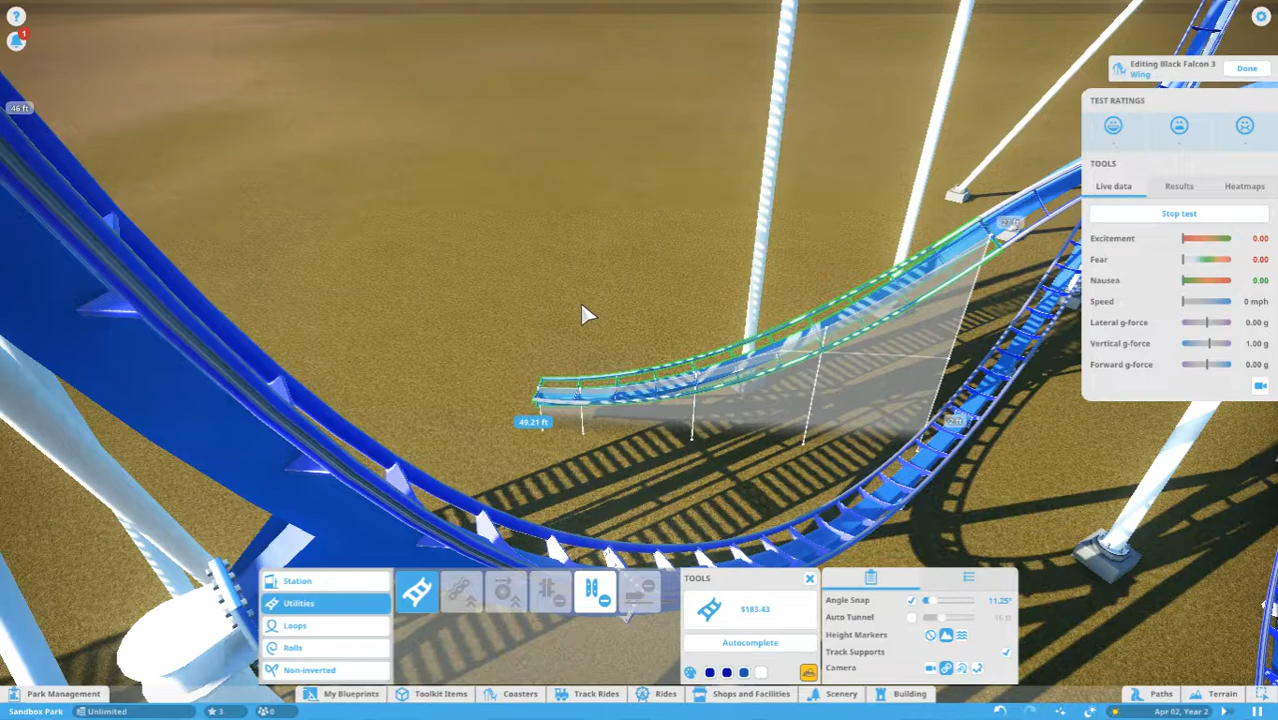 ?
1
46 ft
Editing Black Falcon 3
Wing
Done
TEST RATINGS
TOOLS
Live data
Results
Heatmaps
Stop test
Excitement
0.00
Fear
0.00
Nausea
0.00
Speed
0 mph
Lateral g-force
0.00 g
Vertical g-force
1.00 g
Forward g-force
0.00 g
49.21 ft
Station
Utilities
Loops
Rolls
Non-inverted
TOOLS
$183.43
Autocomplete
Angle Snap
11.25°
Auto Tunnel
Height Markers
Track Supports
Camera
Park Management
My Blueprints
Toolkit Items
Coasters
Track Rides
Rides
Shops and Facilities
Scenery
Building
Paths
Terrain
Sandbox Park
Unlimited
3
0
Apr 02, Year 2